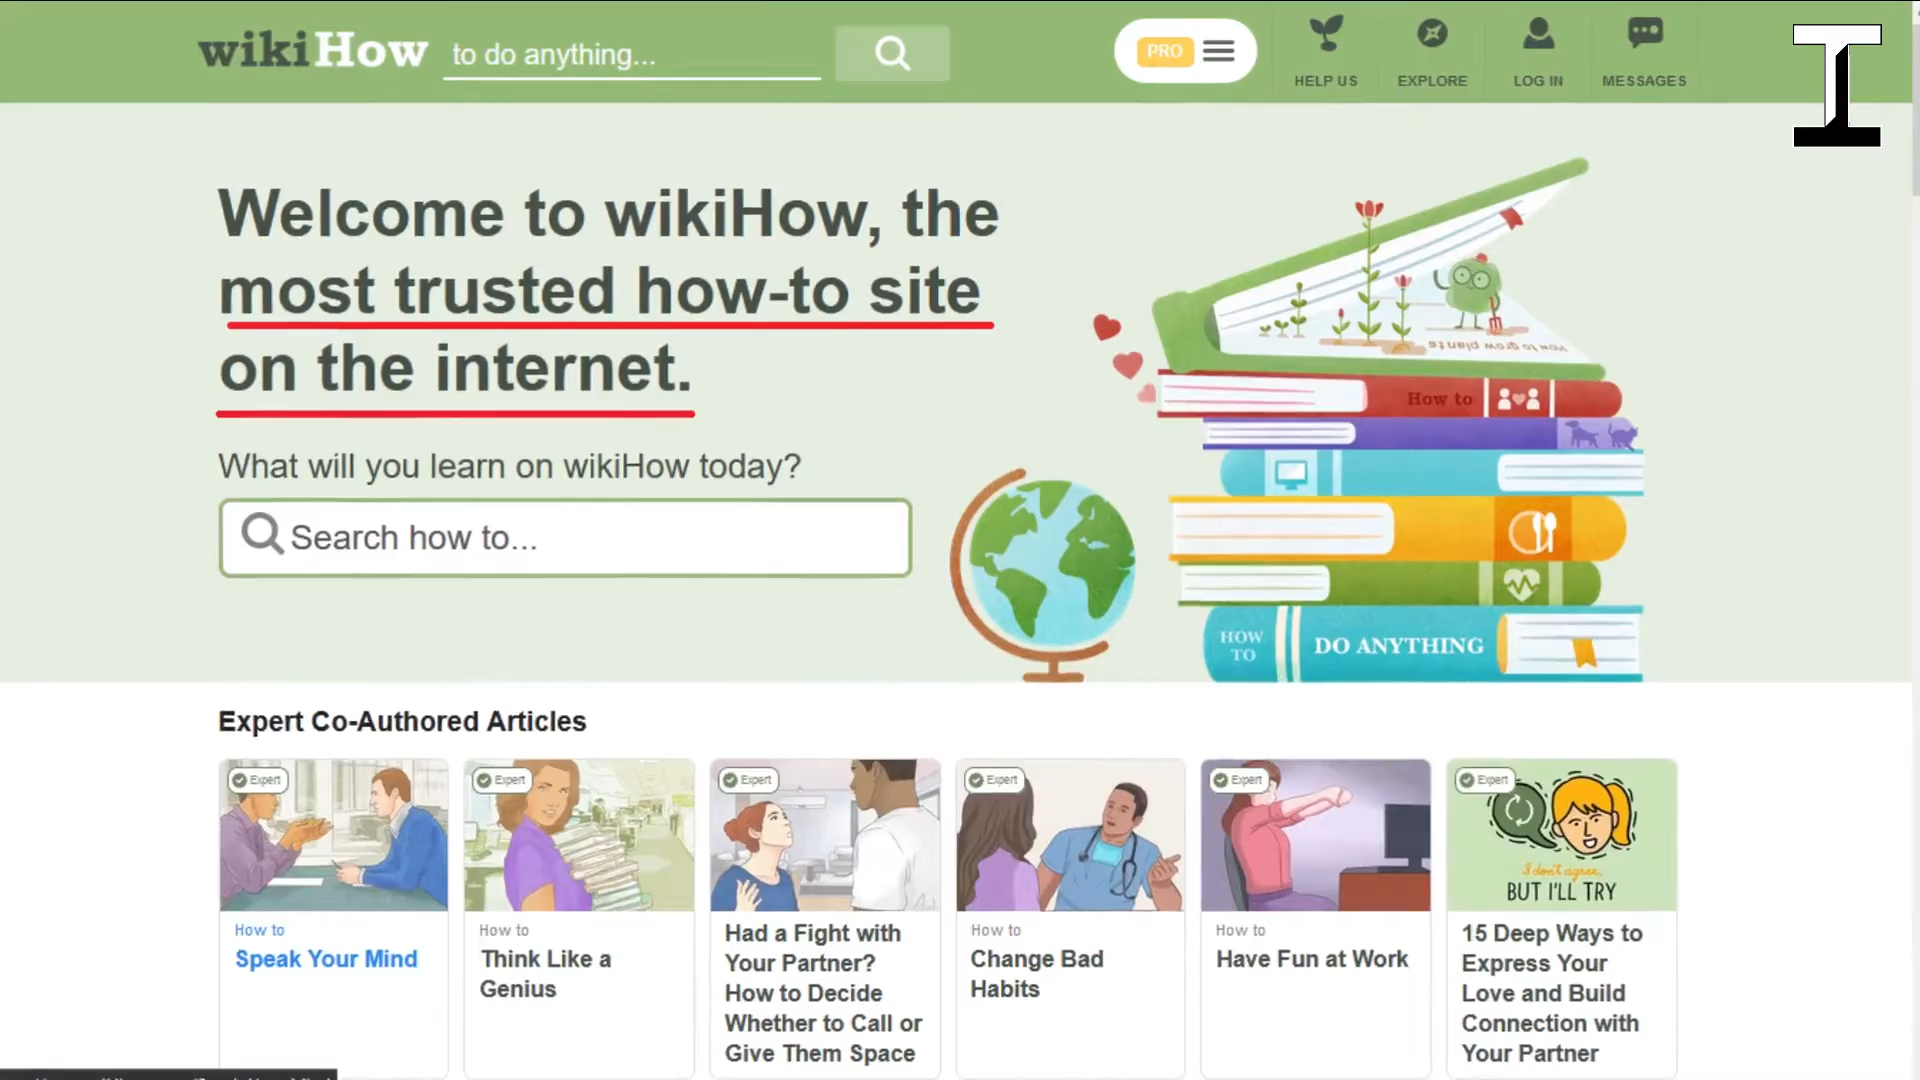 wikiHow
to do anything...
PRO
HELP US
EXPLORE
LOG IN
MESSAGES
I
Welcome to wikiHow, the
most trusted how-to site
on the internet.
What will you learn on wikiHow today?
Search how to...
How to grow plants
How to
HOW
TO
DO ANYTHING
Expert Co-Authored Articles
Expert
How to
Speak Your Mind
Expert
How to
Think Like a
Genius
Expert
Had a Fight with
Your Partner?
How to Decide
Whether to Call or
Give Them Space
Expert
How to
Change Bad
Habits
Expert
How to
Have Fun at Work
Expert
I don't agree,
BUT I'LL TRY
15 Deep Ways to
Express Your
Love and Build
Connection with
Your Partner